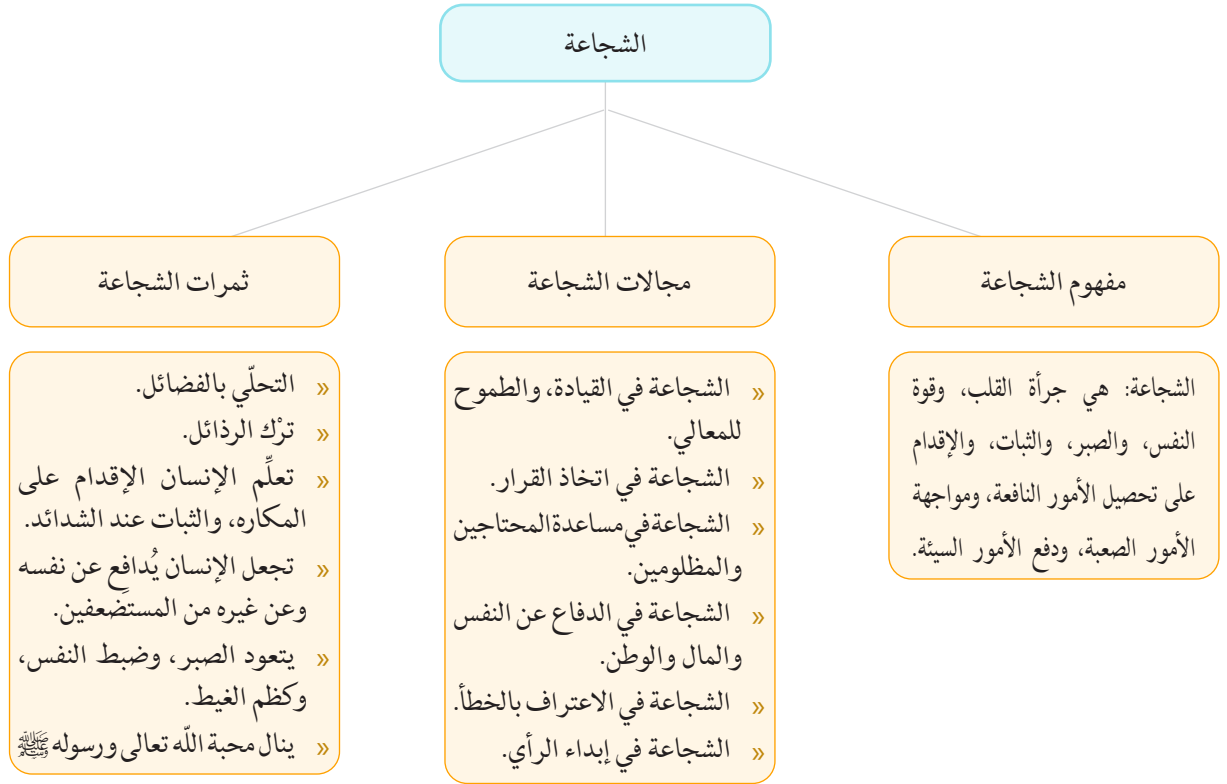 الشجاعة
مفهوم الشجاعة
الشجاعة: هي جرأة القلب، وقوة
النفس، والصبر، والثبات، والإقدام
على تحصيل الأمور النافعة، ومواجهة
الأمور الصعبة، ودفع الأمور السيئة.
مجالات الشجاعة
» الشجاعة في القيادة، والطموح
للمعالي.
» الشجاعة في اتخاذ القرار.
» الشجاعة في مساعدة المحتاجين
والمظلومين.
» الشجاعة في الدفاع عن النفس
والمال والوطن.
» الشجاعة في الاعتراف بالخطأ.
» الشجاعة في إبداء الرأي.
ثمرات الشجاعة
» التحلّي بالفضائل.
» ترْك الرذائل.
» تعلِّم الإنسان الإقدام على
المكاره، والثبات عند الشدائد.
» تجعل الإنسان يُدافِع عن نفسه
وعن غيره من المستضعَفين.
» يتعود الصبر، وضبط النفس،
وكظم الغيط.
» ينال محبة اللّه تعالى ورسوله ﷺ